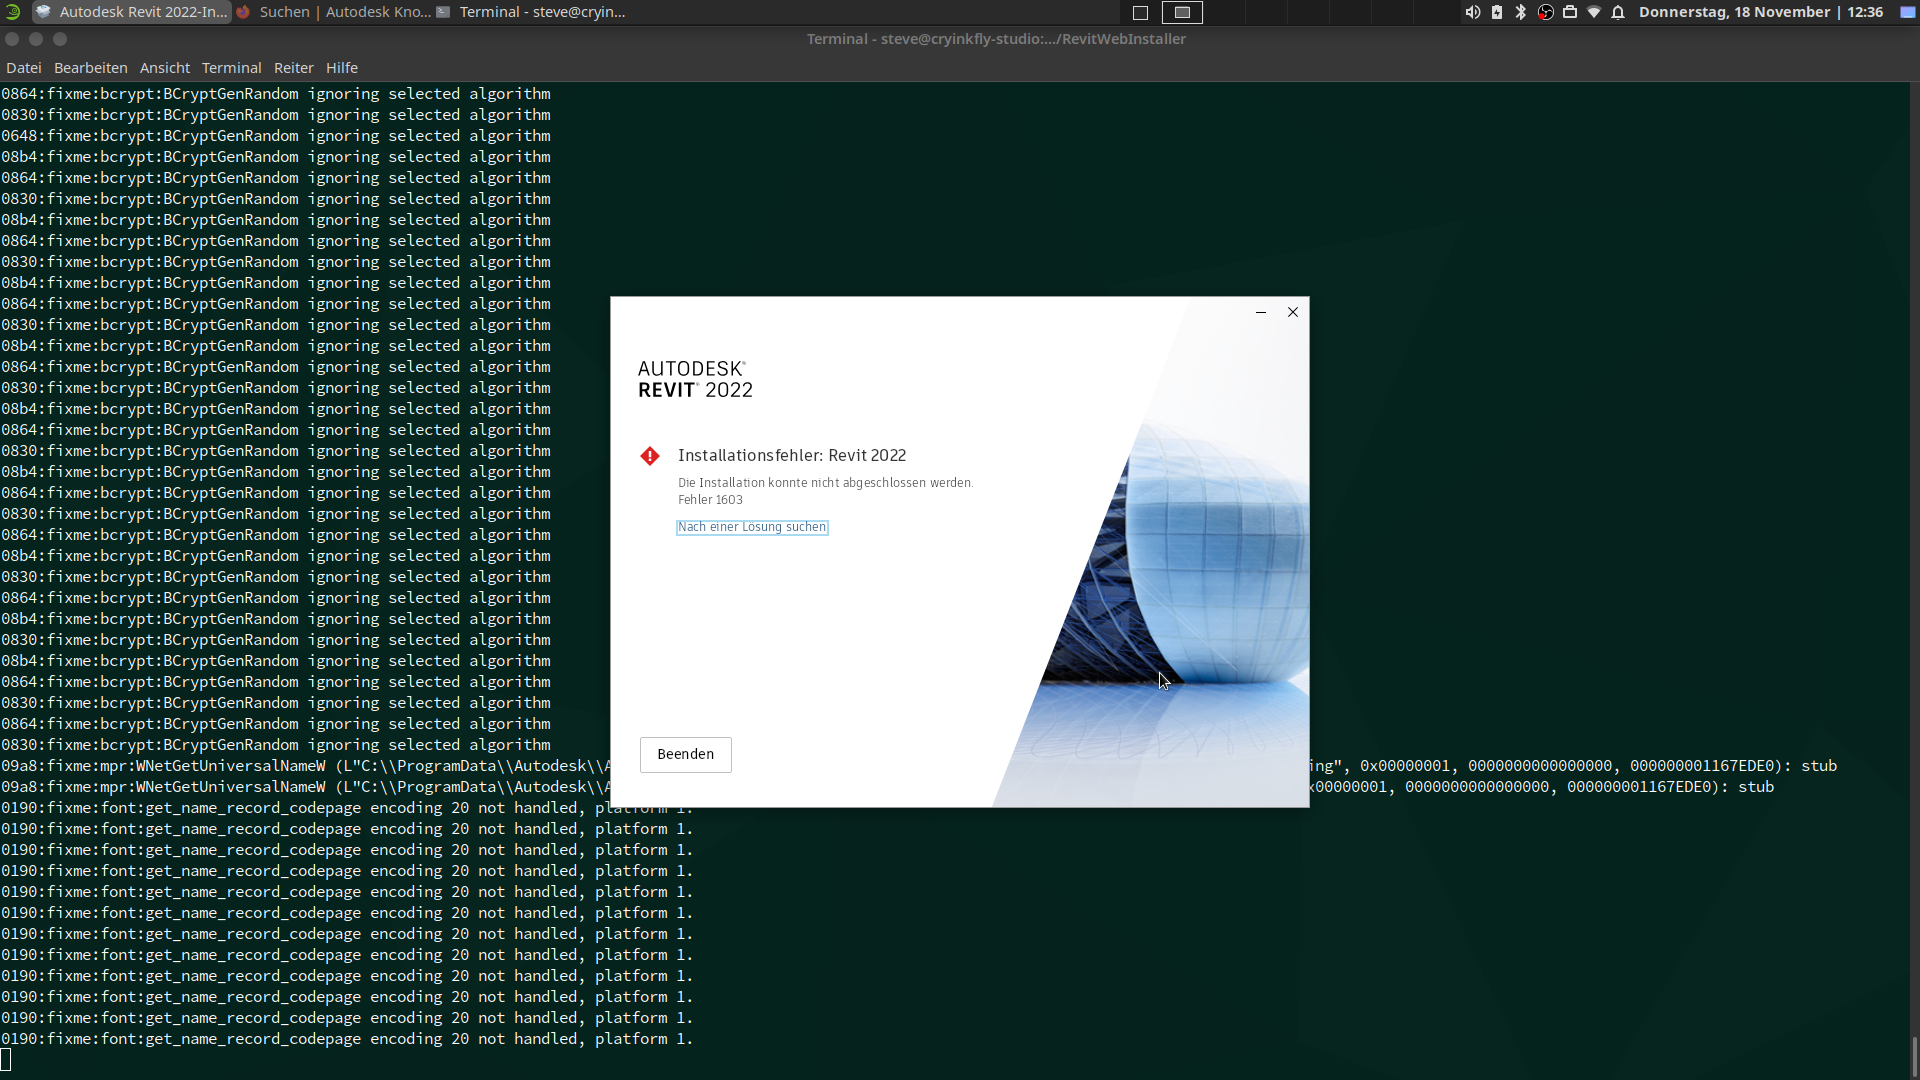 Autodesk Revit 2022-In... Suchen | Autodesk Kno... Terminal - steve@cryin... Donnerstag, 18 November | 12:36
Terminal - steve@cryinkfly-studio:.../RevitWebInstaller
Datei Bearbeiten Ansicht Terminal Reiter Hilfe
0864:fixme:bcrypt:BCryptGenRandom ignoring selected algorithm
0830:fixme:bcrypt:BCryptGenRandom ignoring selected algorithm
0648:fixme:bcrypt:BCryptGenRandom ignoring selected algorithm
08b4:fixme:bcrypt:BCryptGenRandom ignoring selected algorithm
0864:fixme:bcrypt:BCryptGenRandom ignoring selected algorithm
0830:fixme:bcrypt:BCryptGenRandom ignoring selected algorithm
08b4:fixme:bcrypt:BCryptGenRandom ignoring selected algorithm
0864:fixme:bcrypt:BCryptGenRandom ignoring selected algorithm
0830:fixme:bcrypt:BCryptGenRandom ignoring selected algorithm
08b4:fixme:bcrypt:BCryptGenRandom ignoring selected algorithm
0864:fixme:bcrypt:BCryptGenRandom ignoring selected algorithm
0830:fixme:bcrypt:BCryptGenRandom ignoring selected algorithm
08b4:fixme:bcrypt:BCryptGenRandom ignoring selected algorithm
0864:fixme:bcrypt:BCryptGenRandom ignoring selected algorithm
0830:fixme:bcrypt:BCryptGenRandom ignoring selected algorithm
08b4:fixme:bcrypt:BCryptGenRandom ignoring selected algorithm
0864:fixme:bcrypt:BCryptGenRandom ignoring selected algorithm
0830:fixme:bcrypt:BCryptGenRandom ignoring selected algorithm
08b4:fixme:bcrypt:BCryptGenRandom ignoring selected algorithm
0864:fixme:bcrypt:BCryptGenRandom ignoring selected algorithm
0830:fixme:bcrypt:BCryptGenRandom ignoring selected algorithm
0864:fixme:bcrypt:BCryptGenRandom ignoring selected algorithm
08b4:fixme:bcrypt:BCryptGenRandom ignoring selected algorithm
0830:fixme:bcrypt:BCryptGenRandom ignoring selected algorithm
0864:fixme:bcrypt:BCryptGenRandom ignoring selected algorithm
08b4:fixme:bcrypt:BCryptGenRandom ignoring selected algorithm
0830:fixme:bcrypt:BCryptGenRandom ignoring selected algorithm
08b4:fixme:bcrypt:BCryptGenRandom ignoring selected algorithm
0864:fixme:bcrypt:BCryptGenRandom ignoring selected algorithm
0830:fixme:bcrypt:BCryptGenRandom ignoring selected algorithm
0864:fixme:bcrypt:BCryptGenRandom ignoring selected algorithm
0830:fixme:bcrypt:BCryptGenRandom ignoring selected algorithm
09a8:fixme:mpr:WNetGetUniversalNameW (L"C:\\ProgramData\\Autodesk\\A ing", 0x00000001, 0000000000000000, 000000001167EDE0): stub
09a8:fixme:mpr:WNetGetUniversalNameW (L"C:\\ProgramData\\Autodesk\\A x00000001, 0000000000000000, 000000001167EDE0): stub
0190:fixme:font:get_name_record_codepage encoding 20 not handled, platform 1.
0190:fixme:font:get_name_record_codepage encoding 20 not handled, platform 1.
0190:fixme:font:get_name_record_codepage encoding 20 not handled, platform 1.
0190:fixme:font:get_name_record_codepage encoding 20 not handled, platform 1.
0190:fixme:font:get_name_record_codepage encoding 20 not handled, platform 1.
0190:fixme:font:get_name_record_codepage encoding 20 not handled, platform 1.
0190:fixme:font:get_name_record_codepage encoding 20 not handled, platform 1.
0190:fixme:font:get_name_record_codepage encoding 20 not handled, platform 1.
0190:fixme:font:get_name_record_codepage encoding 20 not handled, platform 1.
0190:fixme:font:get_name_record_codepage encoding 20 not handled, platform 1.
0190:fixme:font:get_name_record_codepage encoding 20 not handled, platform 1.
0190:fixme:font:get_name_record_codepage encoding 20 not handled, platform 1.
AUTODESK®
REVIT® 2022
Installationsfehler: Revit 2022
Die Installation konnte nicht abgeschlossen werden.
Fehler 1603
Nach einer Lösung suchen
Beenden